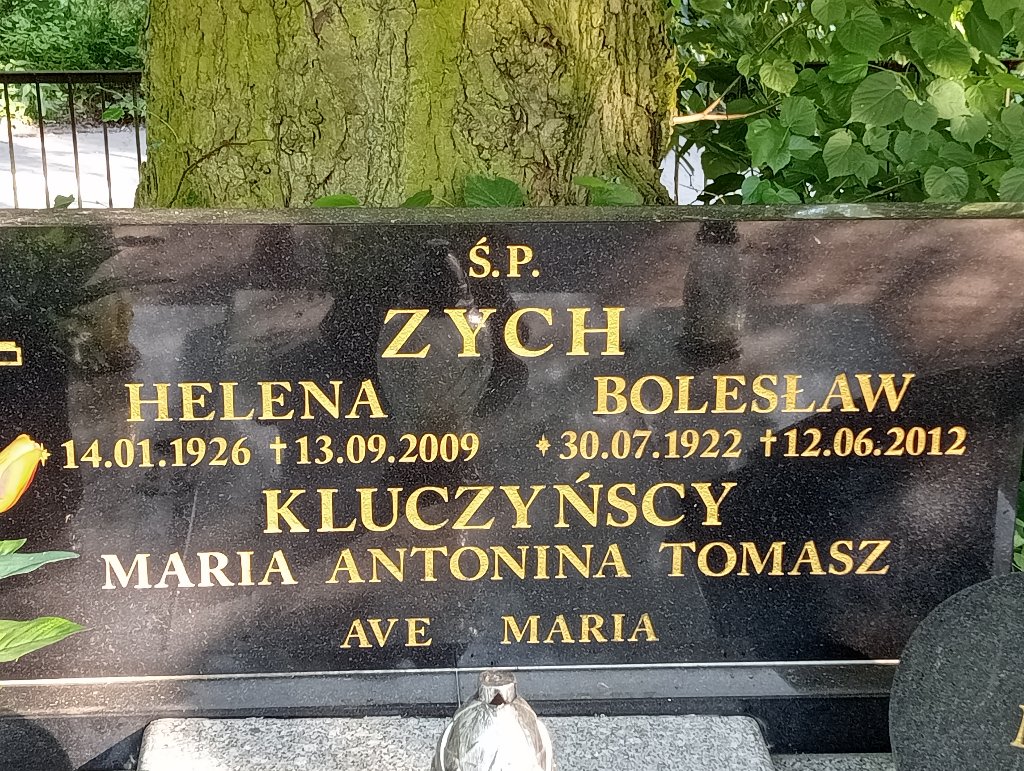 Ś.P.
ZYCH
HELENA BOLESŁAW
* 14.01.1926 †13.09.2009 * 30.07.1922 †12.06.2012
KLUCZYŃSCY
MARIA ANTONINA TOMASZ
AVE MARIA